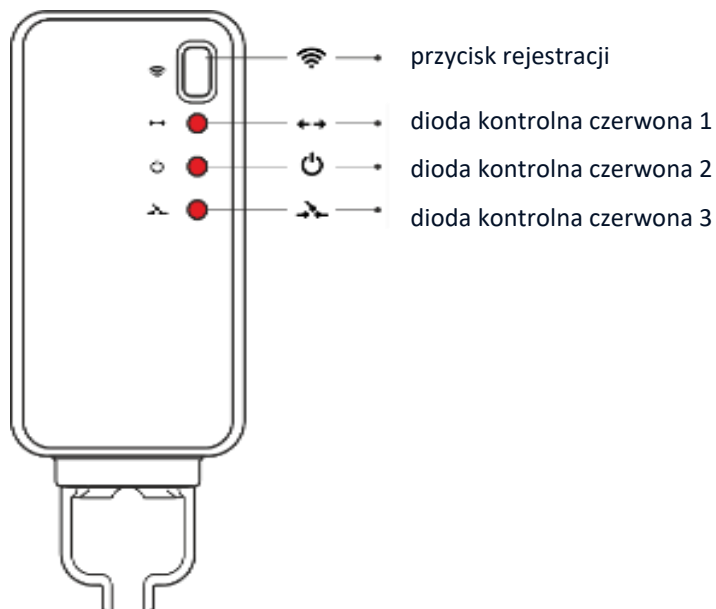 przycisk rejestracji
dioda kontrolna czerwona 1
dioda kontrolna czerwona 2
dioda kontrolna czerwona 3